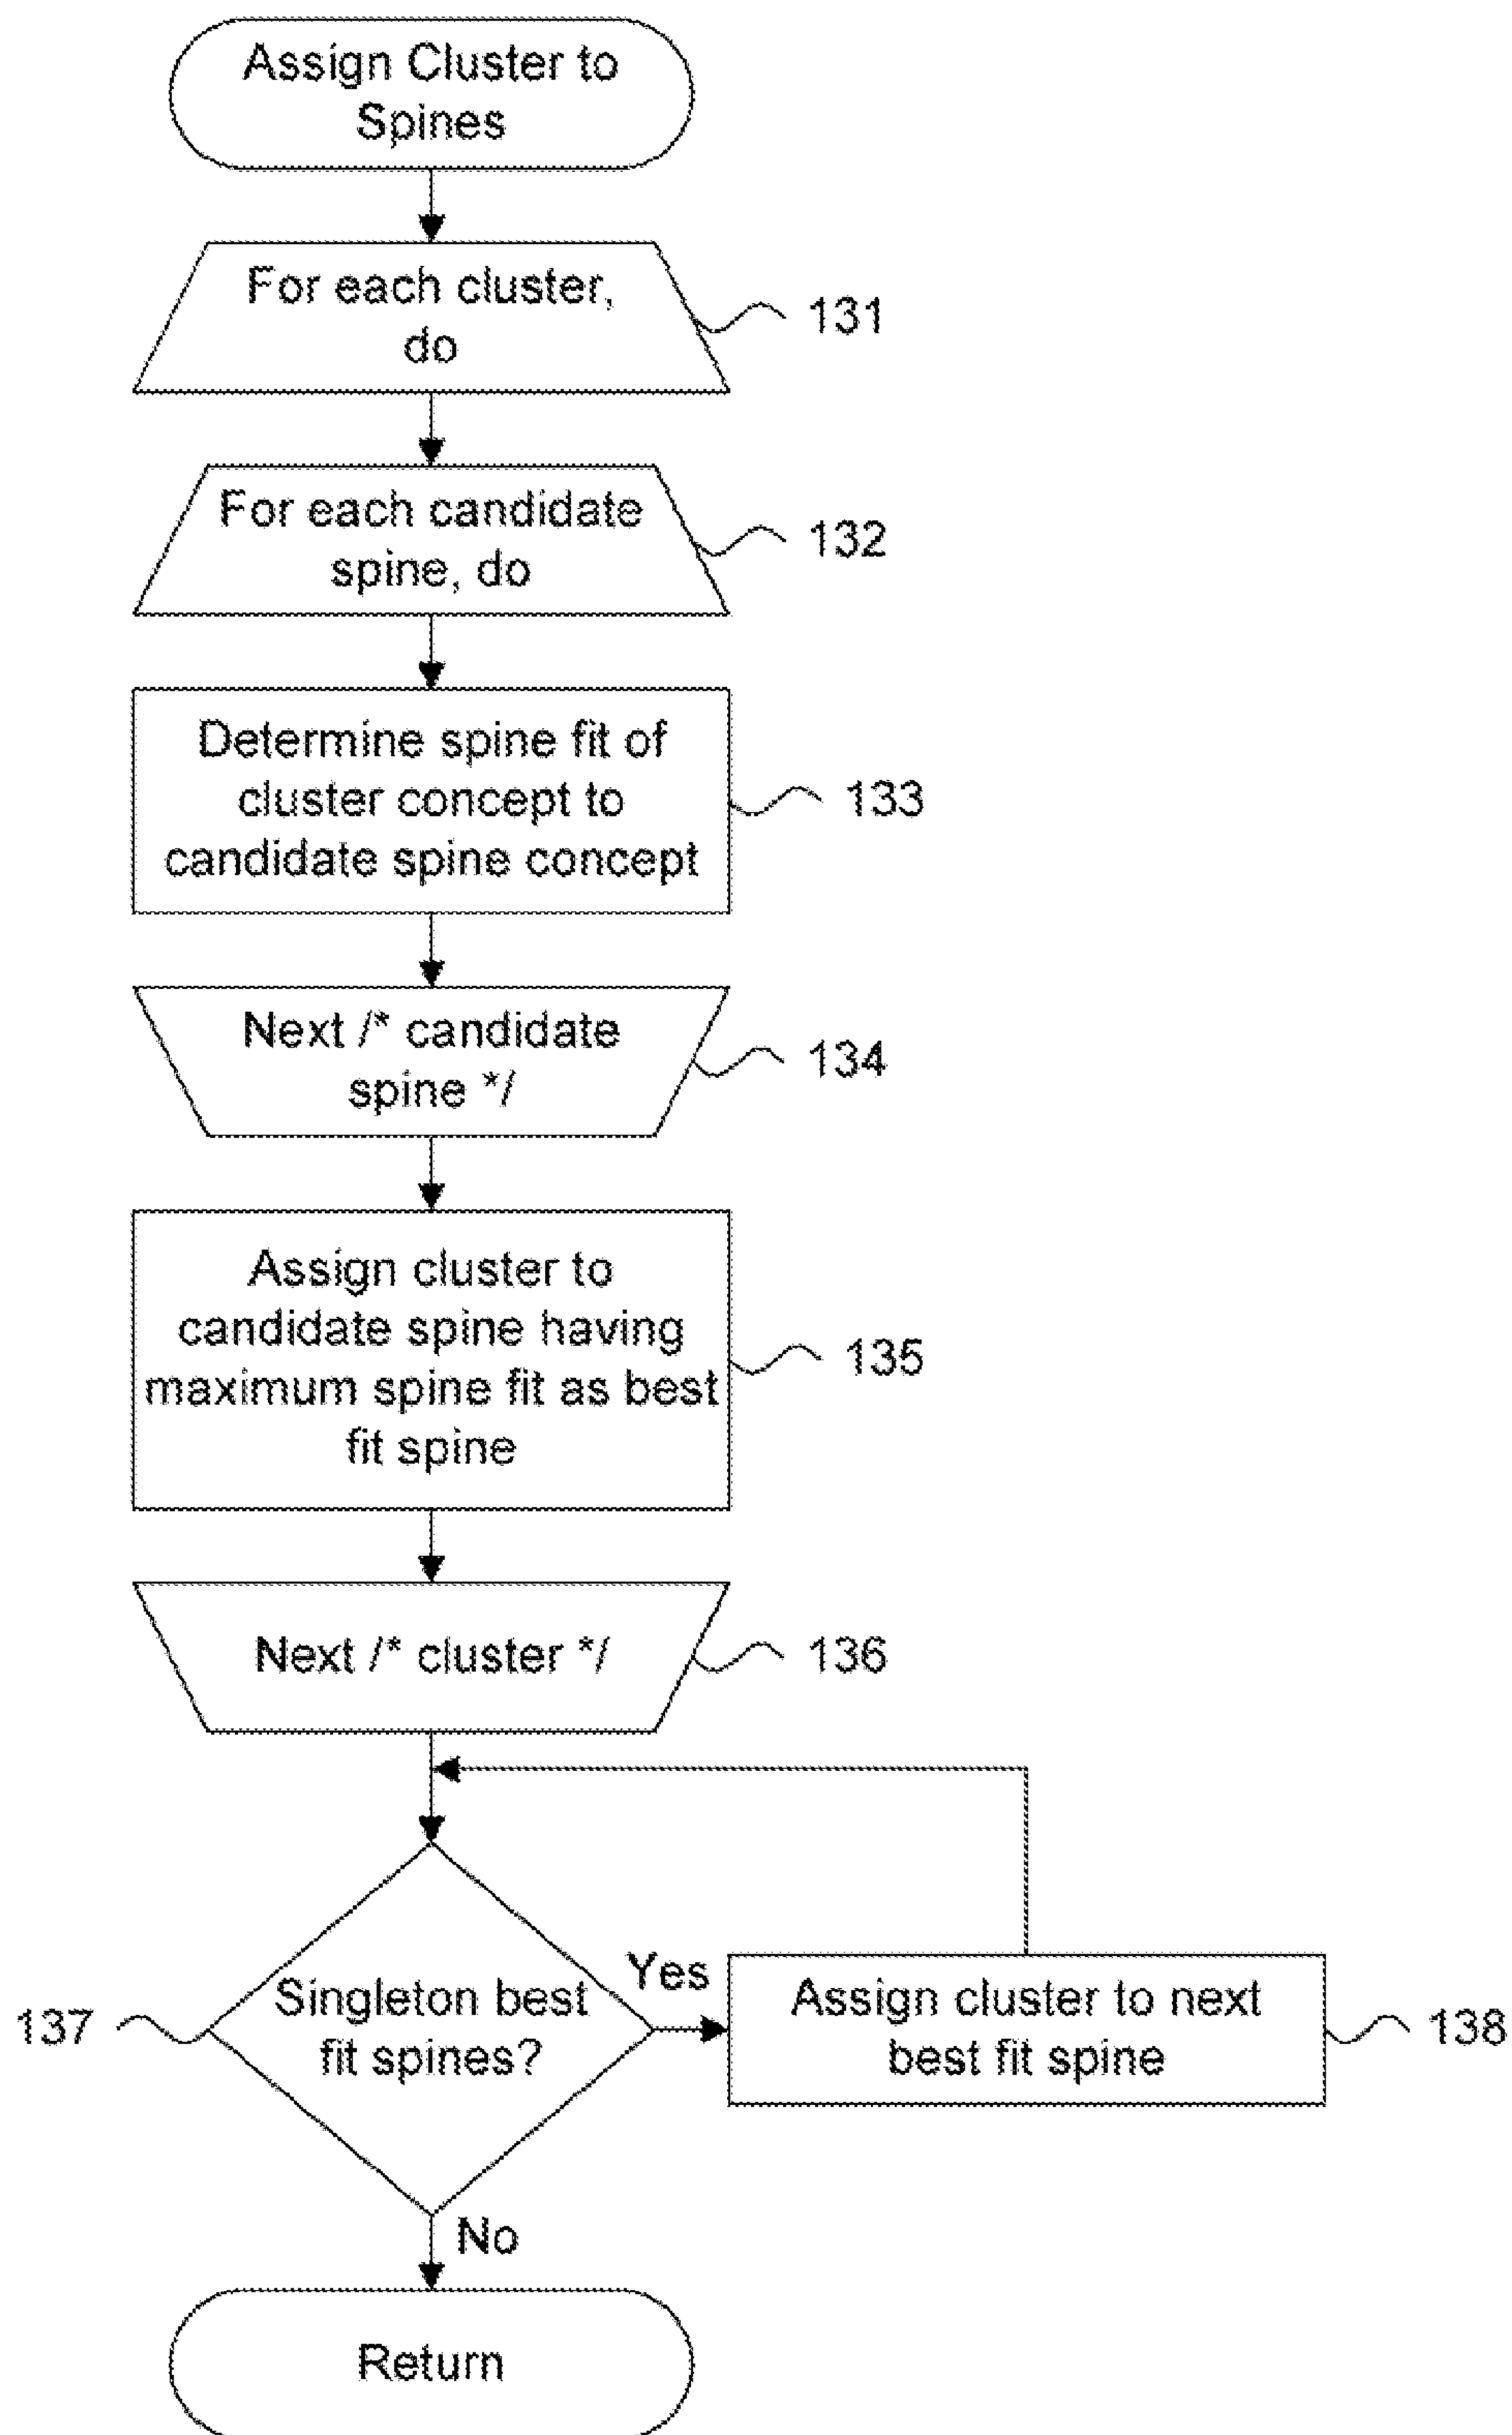 Assign Cluster to
Spines
For each cluster,
do
131
For each candidate
spine, do
132
Determine spine fit of
cluster concept to
candidate spine concept
133
Next /* candidate
spine */
134
Assign cluster to
candidate spine having
maximum spine fit as best
fit spine
135
Next /* cluster */
136
137
Singleton best
fit spines?
Yes
Assign cluster to next
best fit spine
138
No
Return